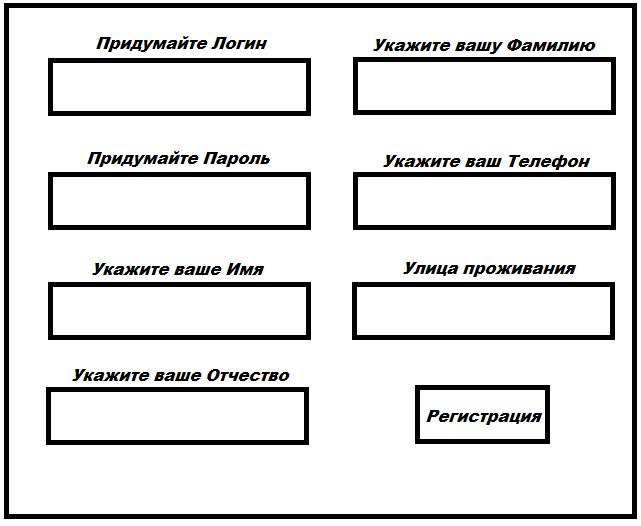 Придумайте Логин
Укажите вашу Фамилию
Придумайте Пароль
Укажите ваш Телефон
Укажите ваше Имя
Улица проживания
Укажите ваше Отчество
Регистрация